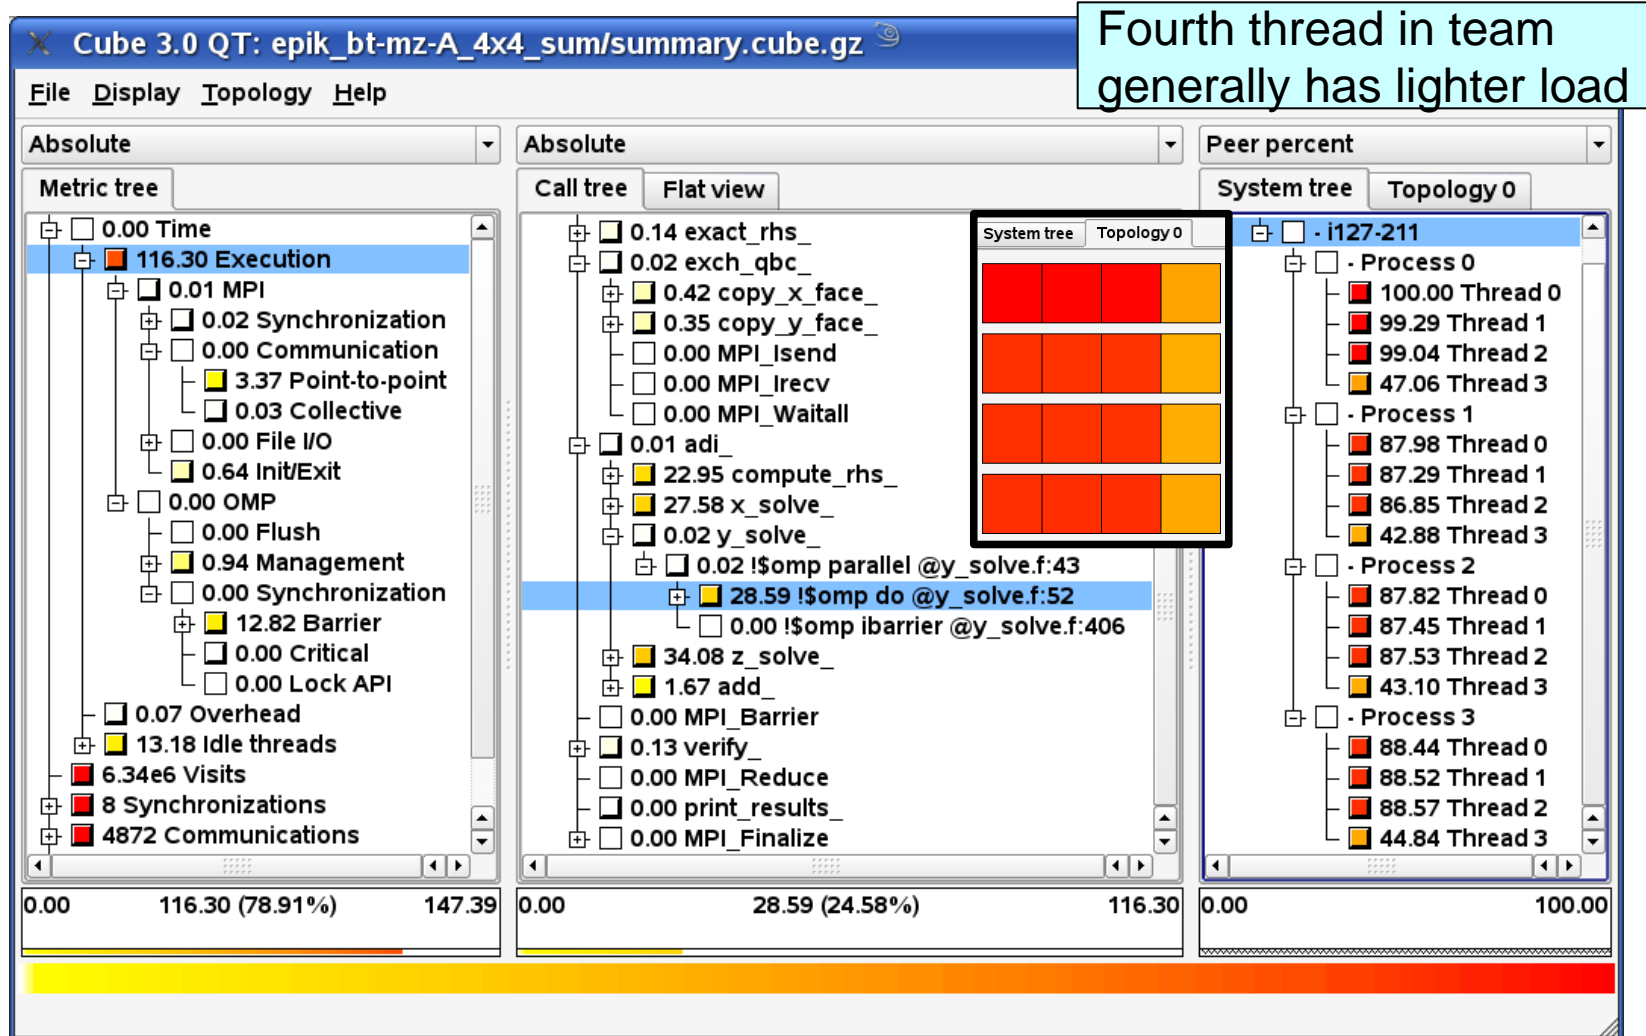 Cube 3.0 QT: epik_bt-mz-A_4x4_sum/summary.cube.gz
Fourth thread in team
generally has lighter load
File Display Topology Help
Absolute
Metric tree
0.00 Time
116.30 Execution
0.01 MPI
0.02 Synchronization
0.00 Communication
3.37 Point-to-point
0.03 Collective
0.00 File I/O
0.64 Init/Exit
0.00 OMP
0.00 Flush
0.94 Management
0.00 Synchronization
12.82 Barrier
0.00 Critical
0.00 Lock API
0.07 Overhead
13.18 Idle threads
6.34e6 Visits
8 Synchronizations
4872 Communications
0.00 116.30 (78.91%) 147.39
Absolute
Call tree Flat view
0.14 exact_rhs_
0.02 exch_qbc_
0.42 copy_x_face_
0.35 copy_y_face_
0.00 MPI_Isend
0.00 MPI_Irecv
0.00 MPI_Waitall
0.01 adi_
22.95 compute_rhs_
27.58 x_solve_
0.02 y_solve_
0.02 !$omp parallel @y_solve.f:43
28.59 !$omp do @y_solve.f:52
0.00 !$omp ibarrier @y_solve.f:406
34.08 z_solve_
1.67 add_
0.00 MPI_Barrier
0.13 verify_
0.00 MPI_Reduce
0.00 print_results_
0.00 MPI_Finalize
0.00 28.59 (24.58%) 116.30
System tree Topology 0
Peer percent
System tree Topology 0
- i127-211
- Process 0
100.00 Thread 0
99.29 Thread 1
99.04 Thread 2
47.06 Thread 3
- Process 1
87.98 Thread 0
87.29 Thread 1
86.85 Thread 2
42.88 Thread 3
- Process 2
87.82 Thread 0
87.45 Thread 1
87.53 Thread 2
43.10 Thread 3
- Process 3
88.44 Thread 0
88.52 Thread 1
88.57 Thread 2
44.84 Thread 3
0.00 100.00